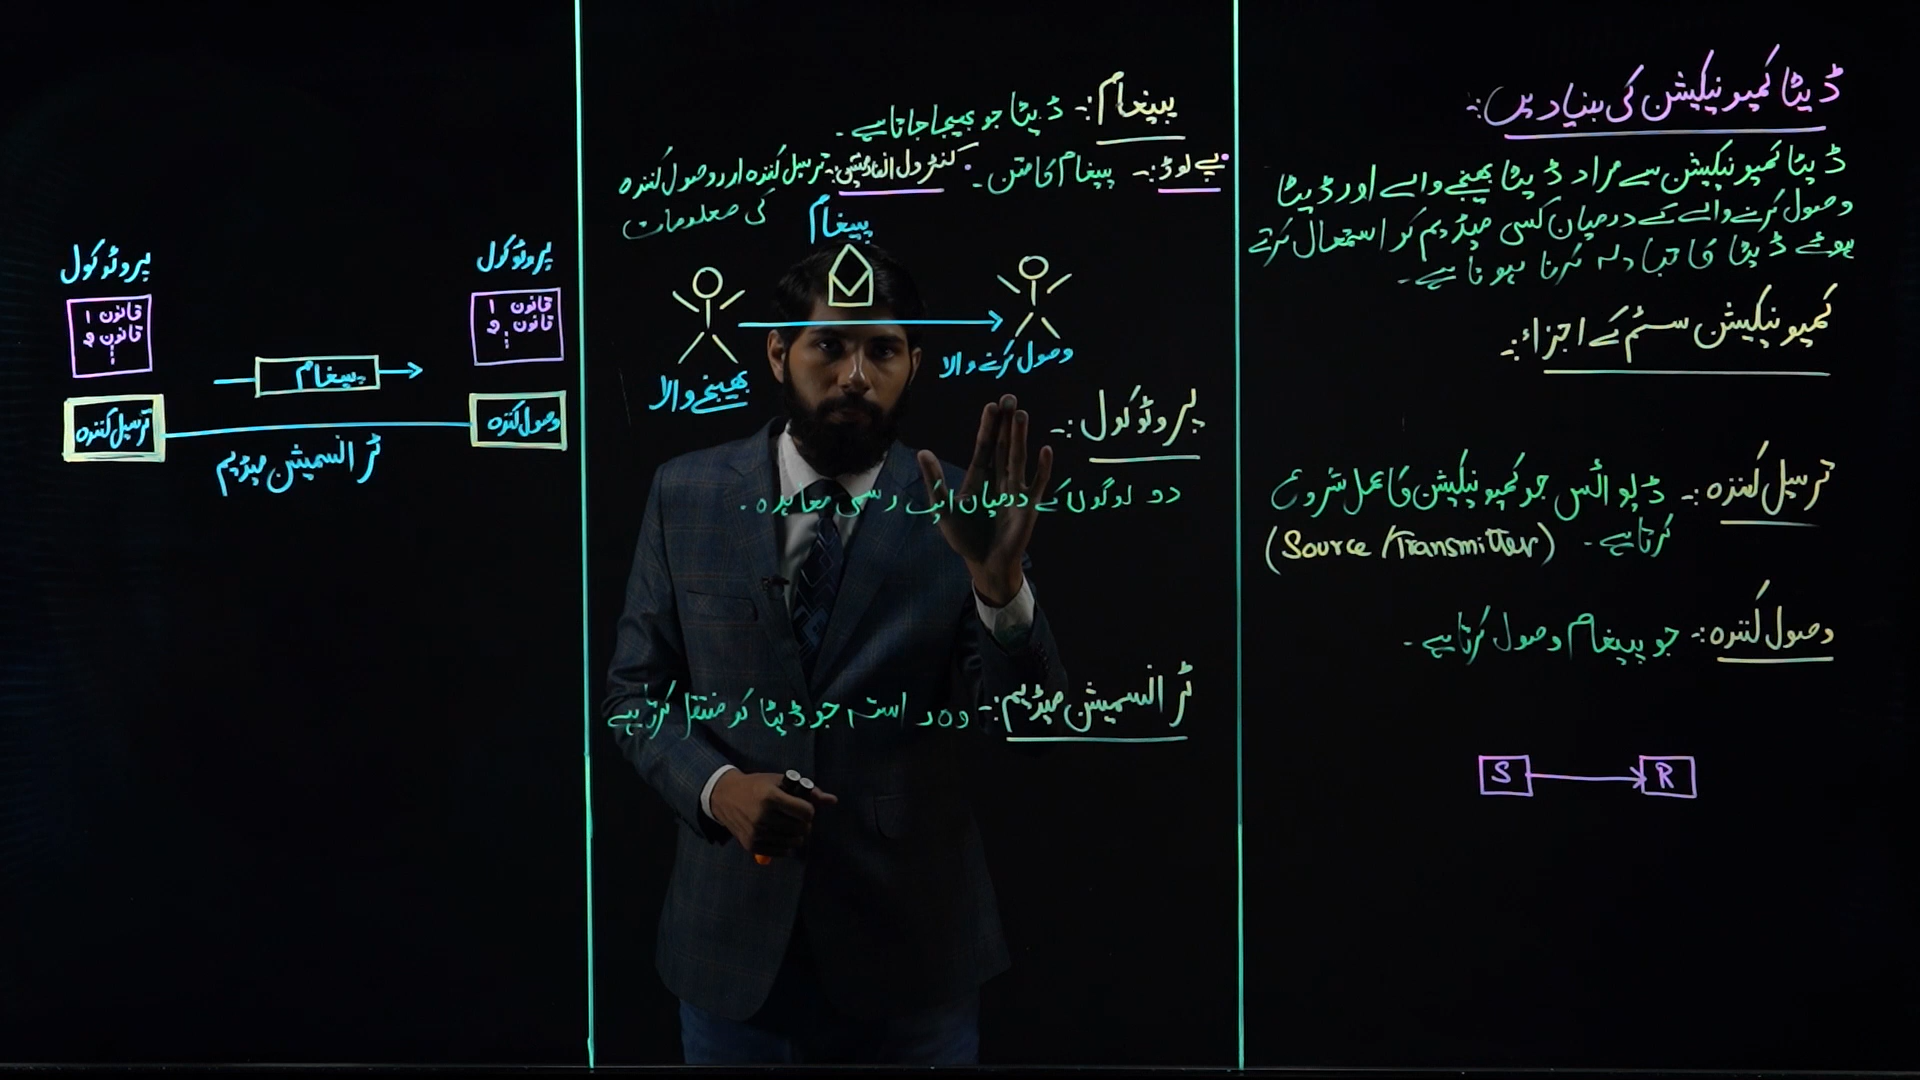 ڈیٹا کمیونیکیشن کی بنیادیں:-
ڈیٹا کمیونیکیشن سے مراد ڈیٹا بھیجنے والے اور ڈیٹا
وصول کرنے والے کے درمیان کسی میڈیم کو استعمال کرتے
ہوئے ڈیٹا کا تبادلہ کرنا ہوتا ہے۔
کمیونیکیشن سسٹم کے اجزاء:-
ترسیل کنندہ:- ڈیوائس جو کمیونیکیشن کا عمل شروع
کرتا ہے۔ (Source/Transmitter)
وصول کنندہ:- جو پیغام وصول کرتا ہے۔
S
R
پیغام:- ڈیٹا جو بھیجا جاتا ہے۔
پے لوڈ:- پیغام کا متن۔ کنٹرول انفارمیشن:- ترسیل کنندہ اور وصول کنندہ
کی معلومات
پیغام
بھیجنے والا
وصول کرنے والا
پروٹوکول:-
دو لوگوں کے درمیان ایک رسمی معاہدہ۔
ٹرانسمیشن میڈیم:- وہ راستہ جو ڈیٹا کو منتقل کرتا ہے
پروٹوکول
پروٹوکول
قانون ۱
قانون ۲
قانون ۱
قانون ۲
پیغام
ترسیل کنندہ
وصول کنندہ
ٹرانسمیشن میڈیم